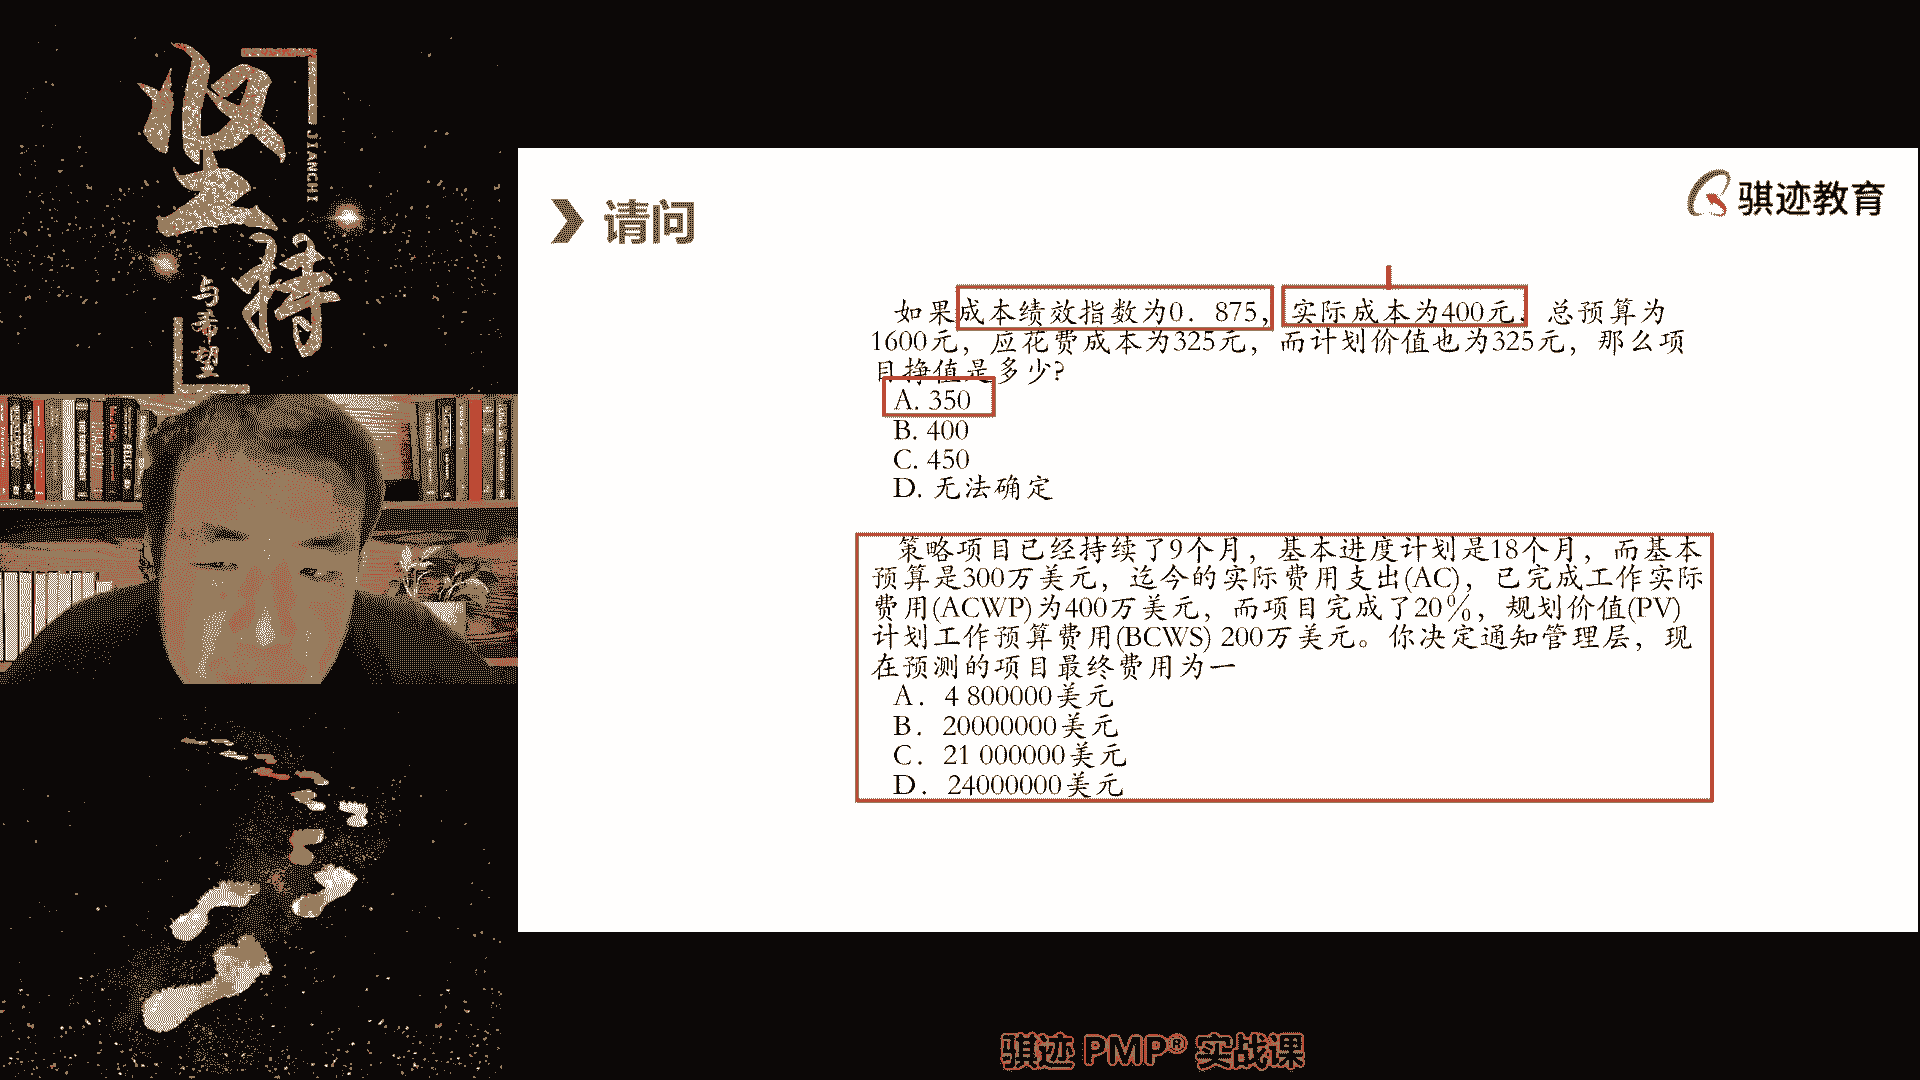 坚持
JIANCHI
与希望
请问
骐迹教育
如果成本绩效指数为0．875，实际成本为400元，总预算为
1600元，应花费成本为325元，而计划价值也为325元，那么项
目挣值是多少?
A. 350
B. 400
C. 450
D. 无法确定
策略项目已经持续了9个月，基本进度计划是18个月，而基本
预算是300万美元，迄今的实际费用支出(AC)，已完成工作实际
费用(ACWP)为400万美元，而项目完成了20％，规划价值(PV)
计划工作预算费用(BCWS) 200万美元。你决定通知管理层，现
在预测的项目最终费用为一
A．4 800000美元
B．20000000美元
C．21 000000美元
D．24000000美元
骐迹 PMP® 实战课